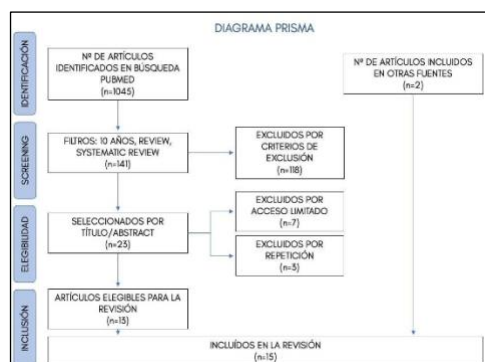 DIAGRAMA PRISMA
IDENTIFICACIÓN
Nº DE ARTÍCULOS
IDENTIFICADOS EN BÚSQUEDA
PUBMED
(n=1045)
Nº DE ARTÍCULOS INCLUIDOS
EN OTRAS FUENTES
(n=2)
SCREENING
FILTROS: 10 AÑOS, REVIEW,
SYSTEMATIC REVIEW
(n=141)
EXCLUIDOS POR
CRITERIOS DE
EXCLUSIÓN
(n=118)
ELEGIBILIDAD
SELECCIONADOS POR
TÍTULO/ABSTRACT
(n=23)
EXCLUIDOS POR
ACCESO LIMITADO
(n=7)
EXCLUIDOS POR
REPETICIÓN
(n=3)
INCLUSIÓN
ARTÍCULOS ELEGIBLES PARA LA
REVISIÓN
(n=13)
INCLUÍDOS EN LA REVISIÓN
(n=15)